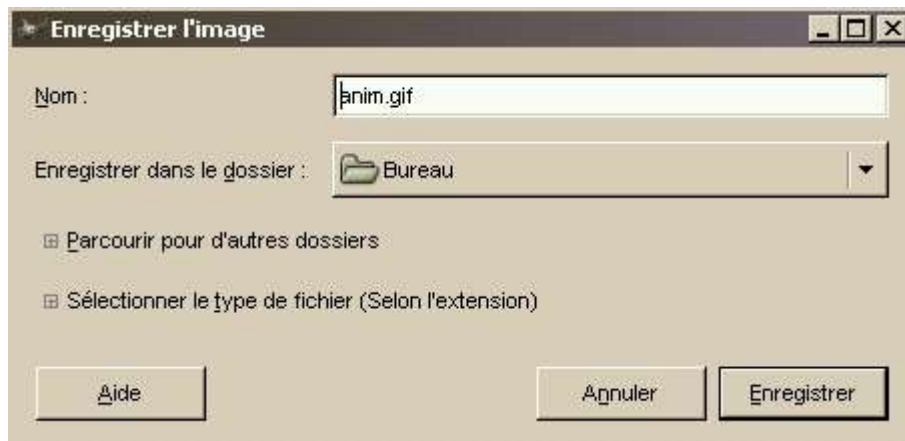 Enregistrer l'image
Nom :
anim.gif
Enregistrer dans le dossier :
Bureau
Parcourir pour d'autres dossiers
Sélectionner le type de fichier (Selon l'extension)
Aide
Annuler
Enregistrer